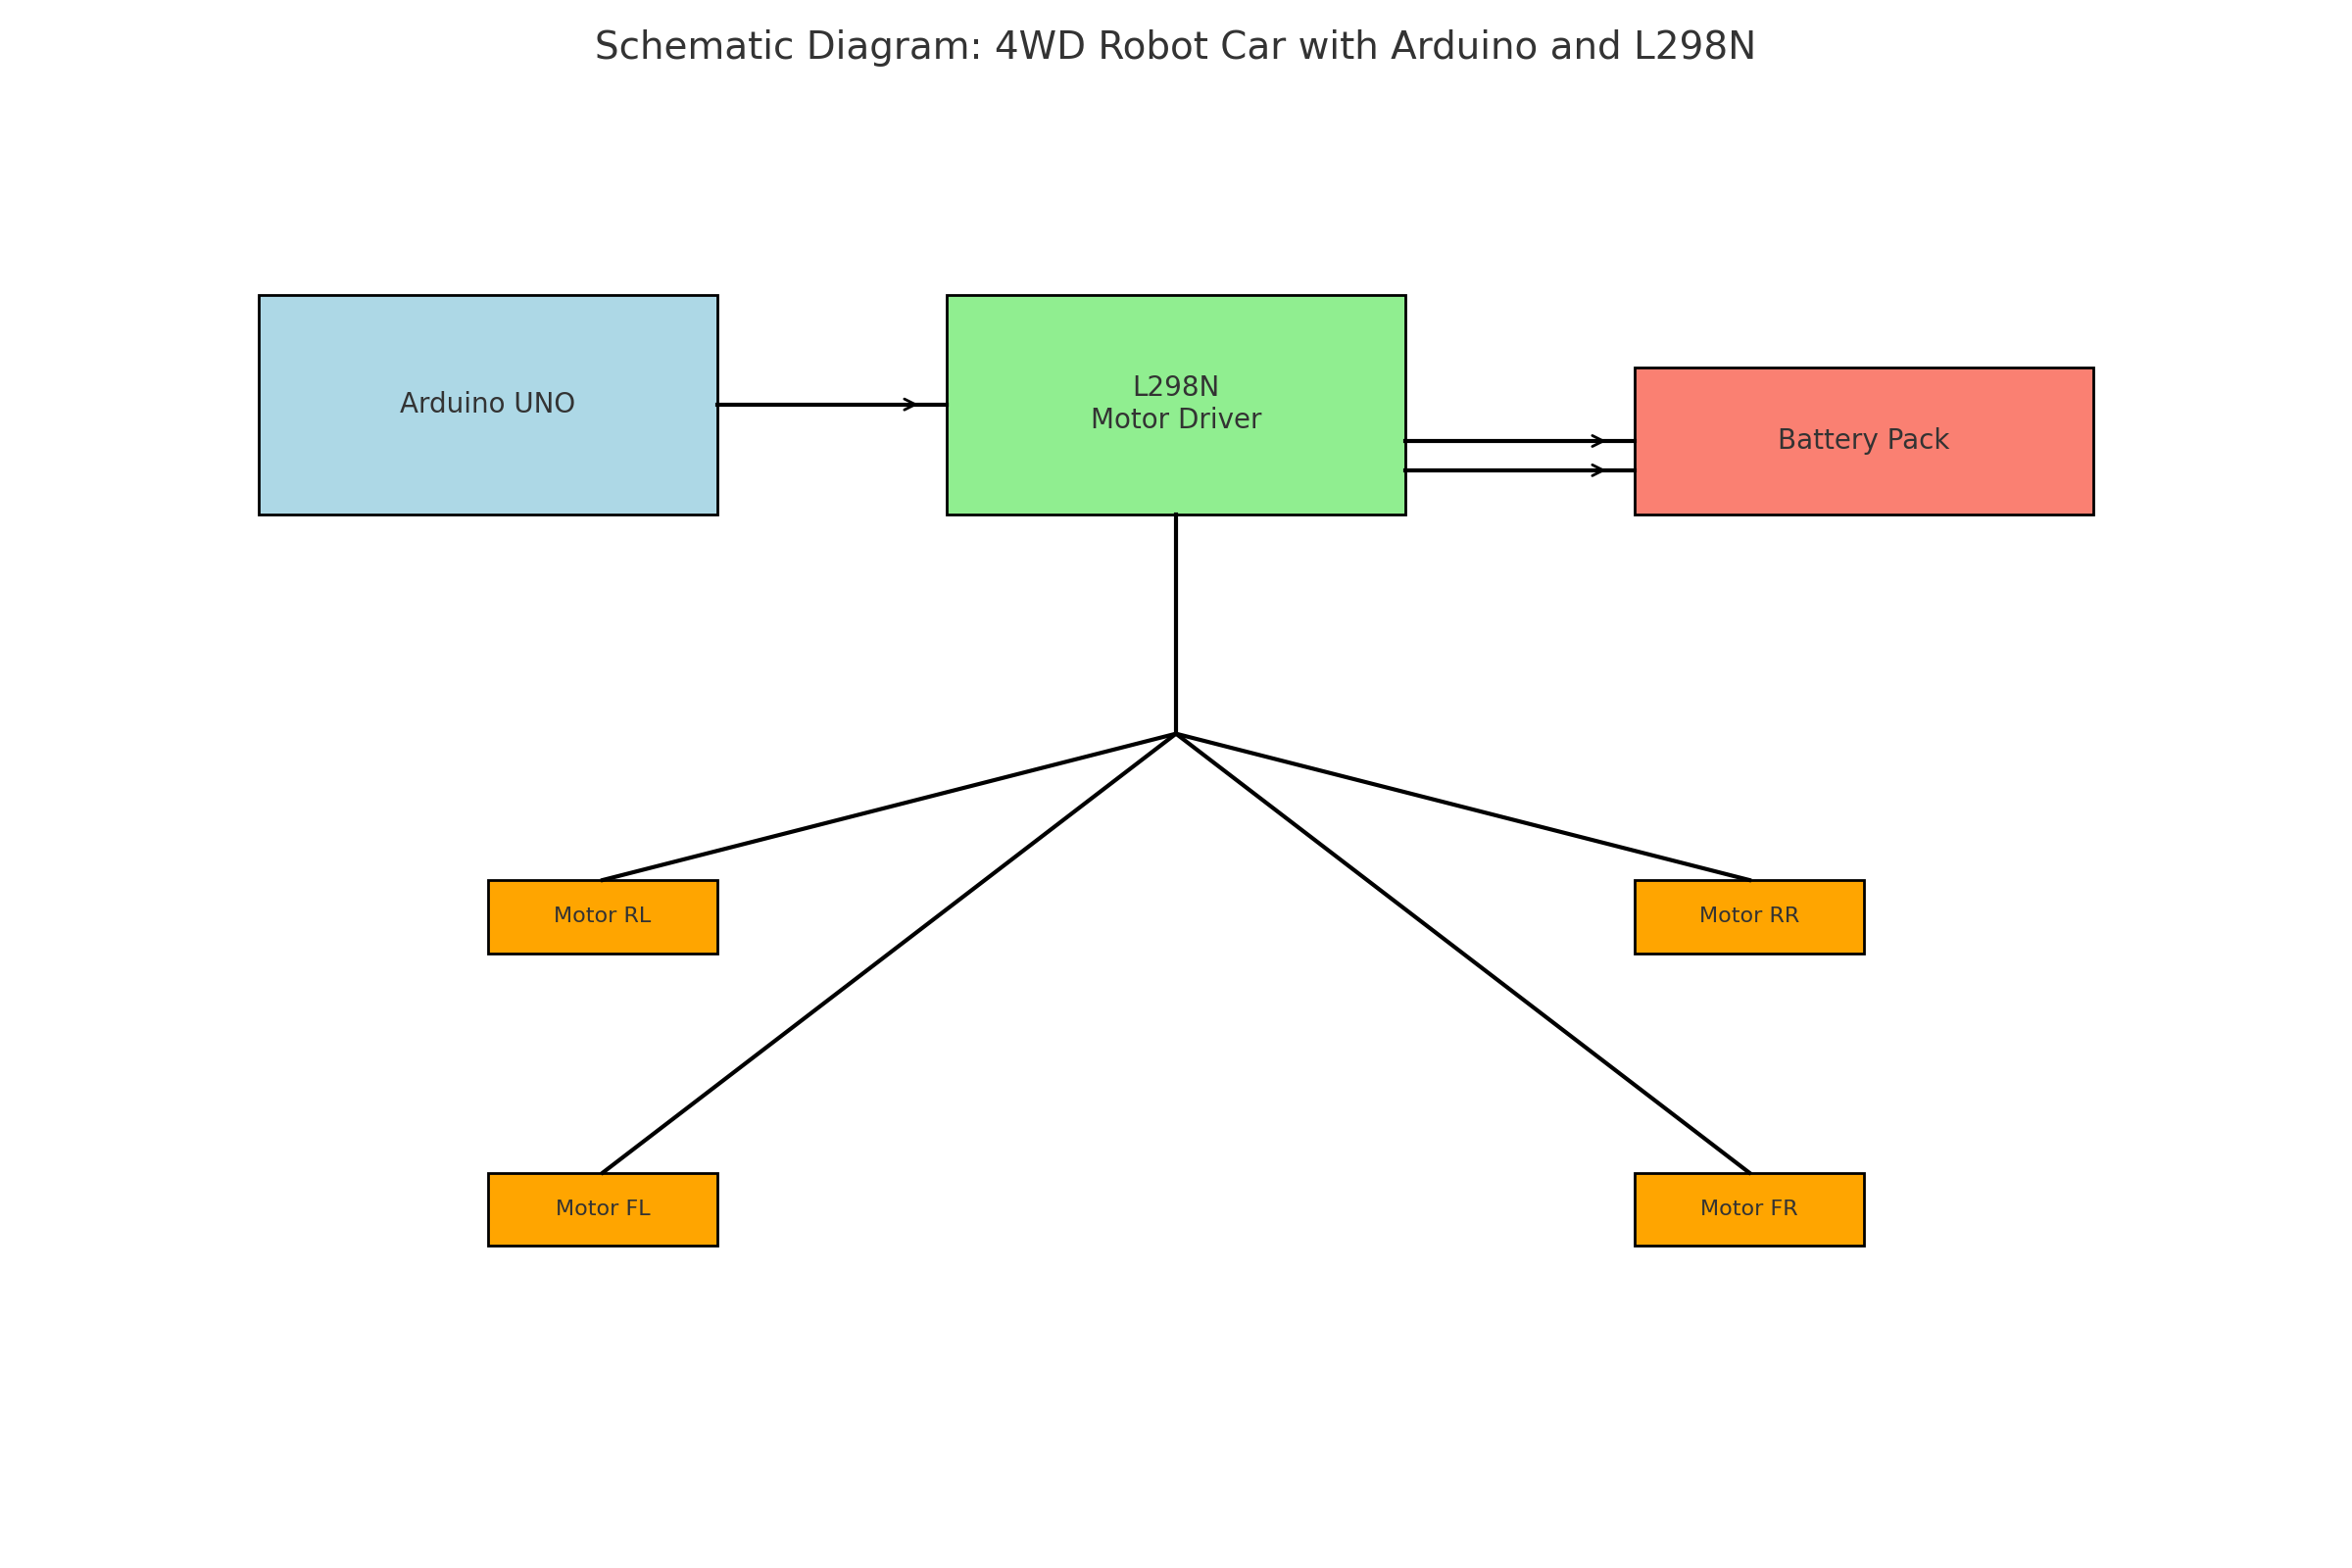 Schematic Diagram: 4WD Robot Car with Arduino and L298N
Arduino UNO
L298N
Motor Driver
Battery Pack
Motor RL
Motor RR
Motor FL
Motor FR